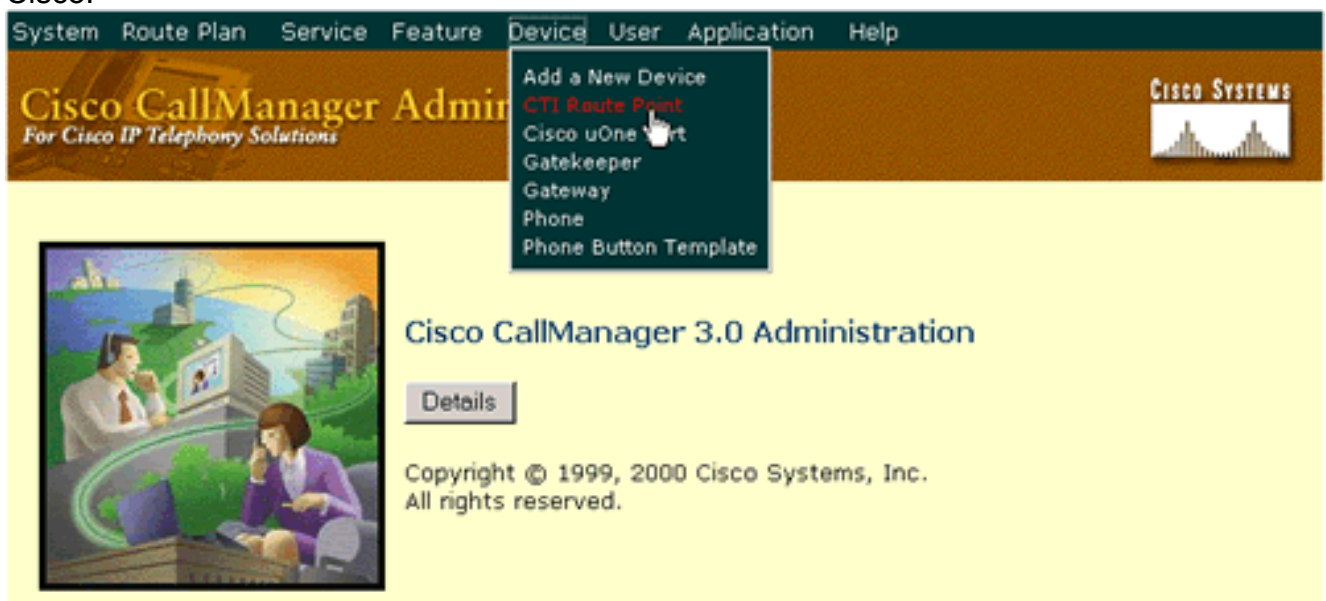 Cisco.
System Route Plan Service Feature Device User Application Help
Cisco CallManager Admin
For Cisco IP Telephony Solutions
Add a New Device
CTI Route Point
Cisco uOne
Gatekeeper
Gateway
Phone
Phone Button Template
CISCO SYSTEMS
Cisco CallManager 3.0 Administration
Details
Copyright © 1999, 2000 Cisco Systems, Inc.
All rights reserved.